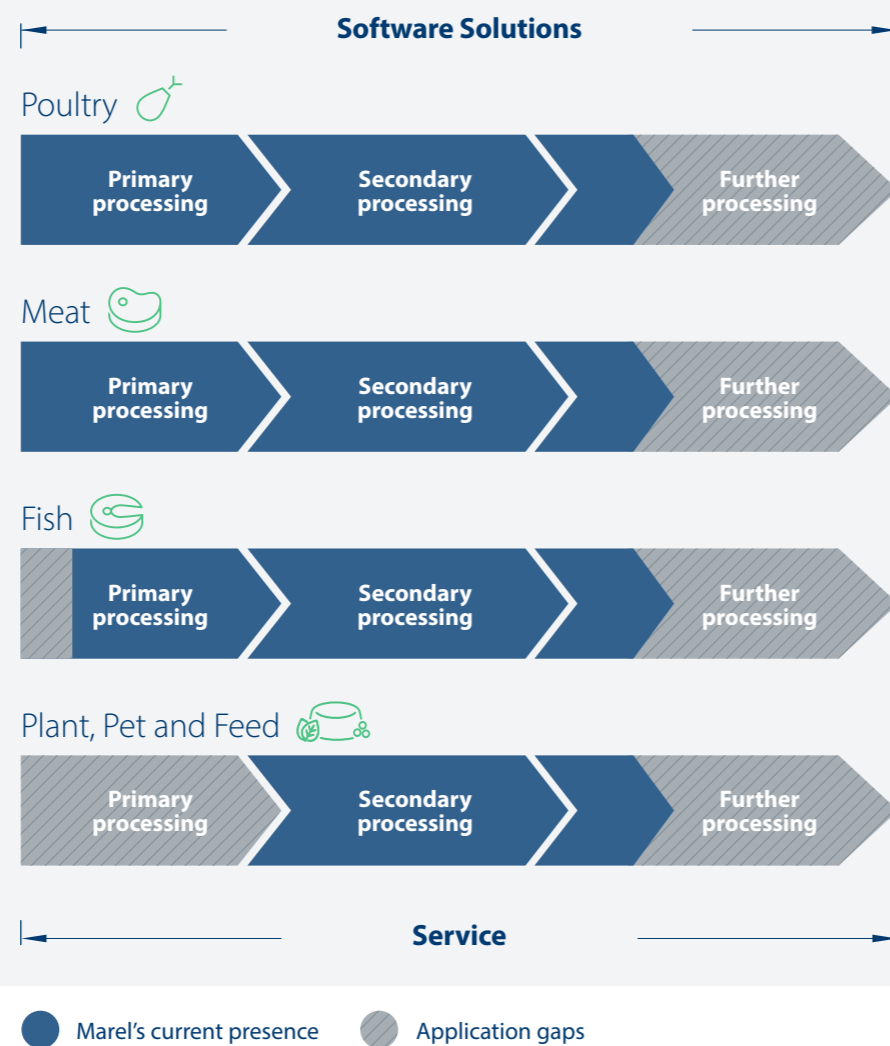 Software Solutions
Poultry
Primary
processing
Secondary
processing
Further
processing
Meat
Primary
processing
Secondary
processing
Further
processing
Fish
Primary
processing
Secondary
processing
Further
processing
Plant, Pet and Feed
Primary
processing
Secondary
processing
Further
processing
Service
Marel’s current presence
Application gaps